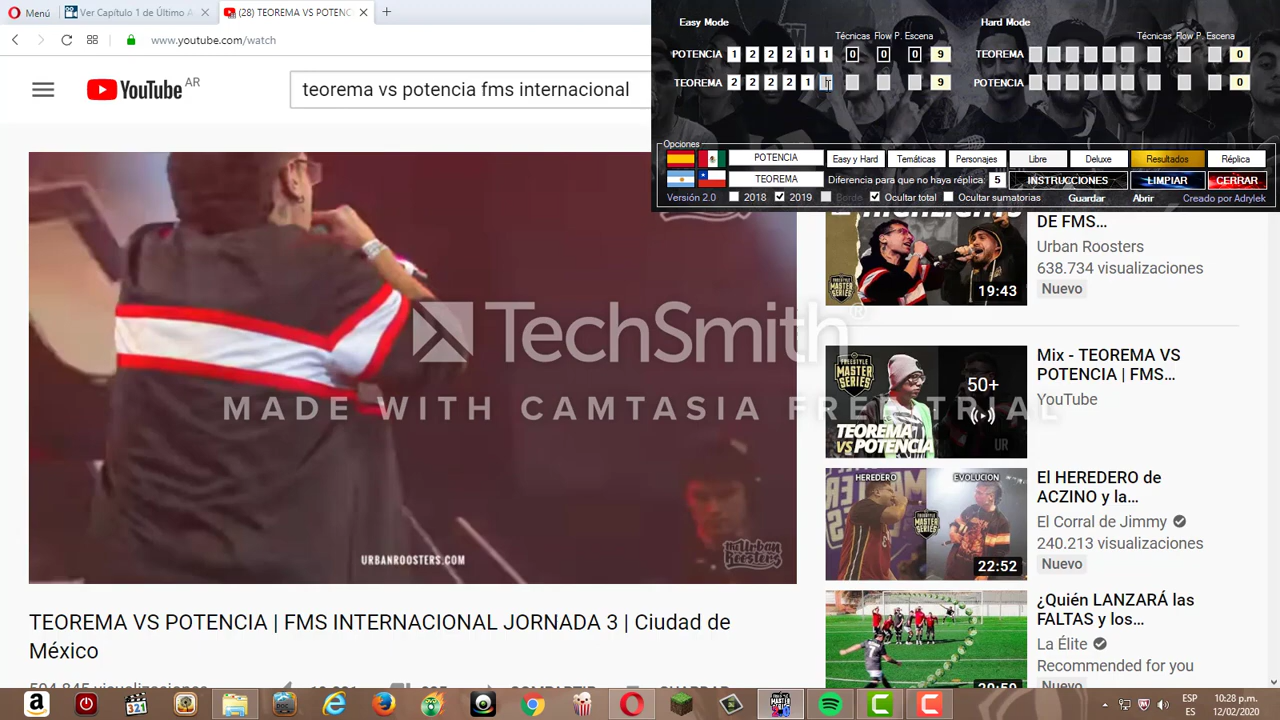 Menú
Ver Capítulo 1 de Último A
(28) TEOREMA VS POTENC
www.youtube.com/watch
YouTube AR
teorema vs potencia fms internacional
Easy Mode
Hard Mode
Técnicas Flow P. Escena
Técnicas Flow P. Escena
POTENCIA 1 2 2 2 1 1 0 0 0 9
TEOREMA 0
TEOREMA 2 2 2 2 1 9
POTENCIA 0
Opciones
POTENCIA Easy y Hard Temáticas Personajes Libre Deluxe Resultados Réplica
TEOREMA Diferencia para que no haya réplica: 5 INSTRUCCIONES LIMPIAR CERRAR
Versión 2.0 2018 2019 Borde Ocultar total Ocultar sumatorias Guardar Abrir Creado por Adrylek
TechSmith®
MADE WITH CAMTASIA FREE TRIAL
URBANROOSTERS.COM
the Urban Roosters
TEOREMA VS POTENCIA | FMS INTERNACIONAL JORNADA 3 | Ciudad de
México
DE FMS...
Urban Roosters
638.734 visualizaciones
Nuevo
19:43
Mix - TEOREMA VS
POTENCIA | FMS...
YouTube
FREESTYLE
MASTER
SERIES
50+
TEOREMA
VS POTENCIA
UR
El HEREDERO de
ACZINO y la...
El Corral de Jimmy
240.213 visualizaciones
Nuevo
HEREDERO
EVOLUCION
22:52
¿Quién LANZARÁ las
FALTAS y los...
La Élite
Recommended for you
Nuevo
ESP
ES
10:28 p.m.
12/02/2020